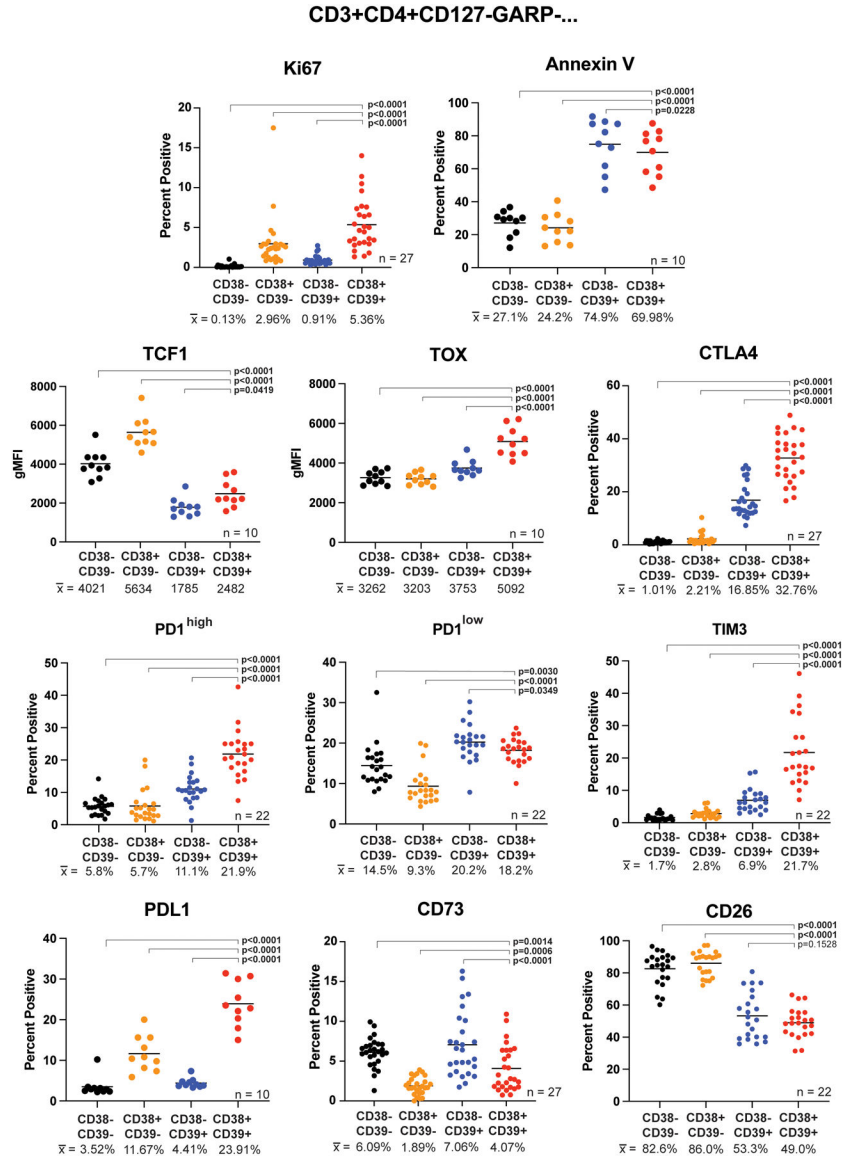 CD3+CD4+CD127-GARP-...
Ki67
Percent Positive
20
15
10
5
0
p<0.0001
p<0.0001
p<0.0001
n = 27
CD38- CD38+ CD38- CD38+
CD39- CD39- CD39+ CD39+
x̅ = 0.13% 2.96% 0.91% 5.36%
Annexin V
Percent Positive
100
80
60
40
20
0
p<0.0001
p<0.0001
p=0.0228
n = 10
CD38- CD38+ CD38- CD38+
CD39- CD39- CD39+ CD39+
x̅ = 27.1% 24.2% 74.9% 69.98%
TCF1
gMFI
8000
6000
4000
2000
0
p<0.0001
p<0.0001
p=0.0419
n = 10
CD38- CD38+ CD38- CD38+
CD39- CD39- CD39+ CD39+
x̅ = 4021 5634 1785 2482
TOX
gMFI
8000
6000
4000
2000
0
p<0.0001
p<0.0001
p<0.0001
n = 10
CD38- CD38+ CD38- CD38+
CD39- CD39- CD39+ CD39+
x̅ = 3262 3203 3753 5092
CTLA4
Percent Positive
60
40
20
0
p<0.0001
p<0.0001
p<0.0001
n = 27
CD38- CD38+ CD38- CD38+
CD39- CD39- CD39+ CD39+
x̅ = 1.01% 2.21% 16.85% 32.76%
PD1high
Percent Positive
50
40
30
20
10
0
p<0.0001
p<0.0001
p<0.0001
n = 22
CD38- CD38+ CD38- CD38+
CD39- CD39- CD39+ CD39+
x̅ = 5.8% 5.7% 11.1% 21.9%
PD1low
Percent Positive
40
30
20
10
0
p=0.0030
p<0.0001
p=0.0349
n = 22
CD38- CD38+ CD38- CD38+
CD39- CD39- CD39+ CD39+
x̅ = 14.5% 9.3% 20.2% 18.2%
TIM3
Percent Positive
50
40
30
20
10
0
p<0.0001
p<0.0001
p<0.0001
n = 22
CD38- CD38+ CD38- CD38+
CD39- CD39- CD39+ CD39+
x̅ = 1.7% 2.8% 6.9% 21.7%
PDL1
Percent Positive
40
30
20
10
0
p<0.0001
p<0.0001
p<0.0001
n = 10
CD38- CD38+ CD38- CD38+
CD39- CD39- CD39+ CD39+
x̅ = 3.52% 11.67% 4.41% 23.91%
CD73
Percent Positive
20
15
10
5
0
p=0.0014
p=0.0006
p<0.0001
n = 27
CD38- CD38+ CD38- CD38+
CD39- CD39- CD39+ CD39+
x̅ = 6.09% 1.89% 7.06% 4.07%
CD26
Percent Positive
100
80
60
40
20
0
p<0.0001
p<0.0001
p=0.1528
n = 22
CD38- CD38+ CD38- CD38+
CD39- CD39- CD39+ CD39+
x̅ = 82.6% 86.0% 53.3% 49.0%